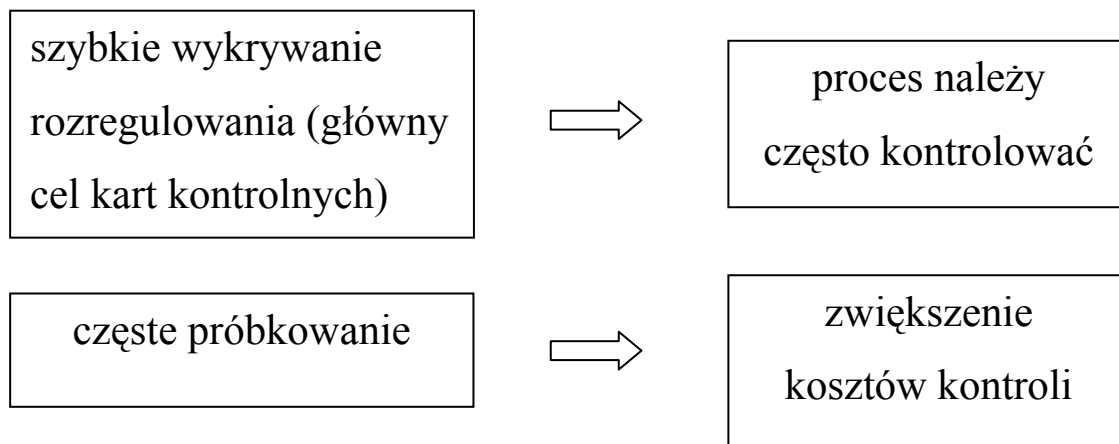 szybkie wykrywanie
rozregulowania (główny
cel kart kontrolnych)
proces należy
często kontrolować
częste próbkowanie
zwiększenie
kosztów kontroli